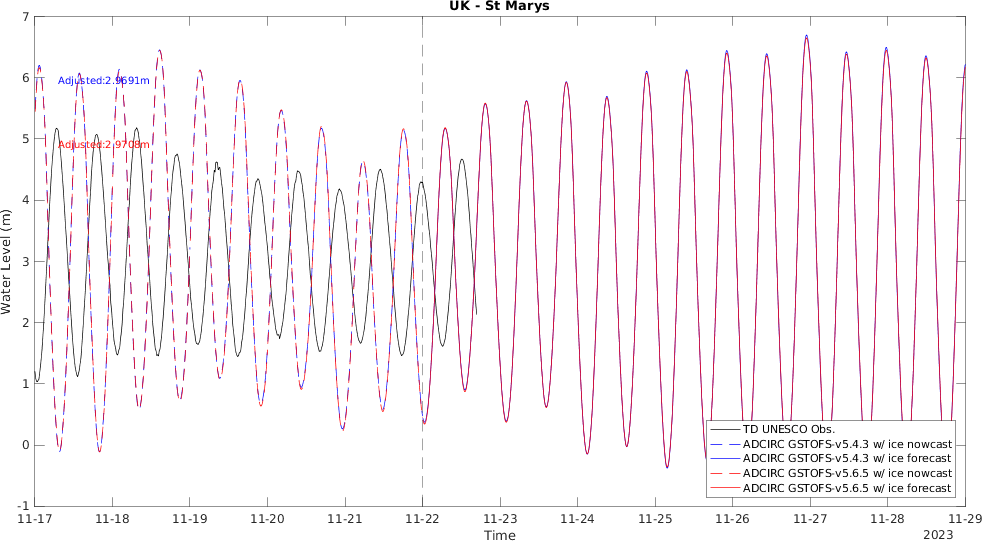 UK - St Marys
7
6
5
4
3
2
1
0
-1
Water Level (m)
Adjusted:2.9691m
Adjusted:2.9708m
TD UNESCO Obs.
ADCIRC GSTOFS-v5.4.3 w/ ice nowcast
ADCIRC GSTOFS-v5.4.3 w/ ice forecast
ADCIRC GSTOFS-v5.6.5 w/ ice nowcast
ADCIRC GSTOFS-v5.6.5 w/ ice forecast
11-17 11-18 11-19 11-20 11-21 11-22 11-23 11-24 11-25 11-26 11-27 11-28 11-29
Time
2023